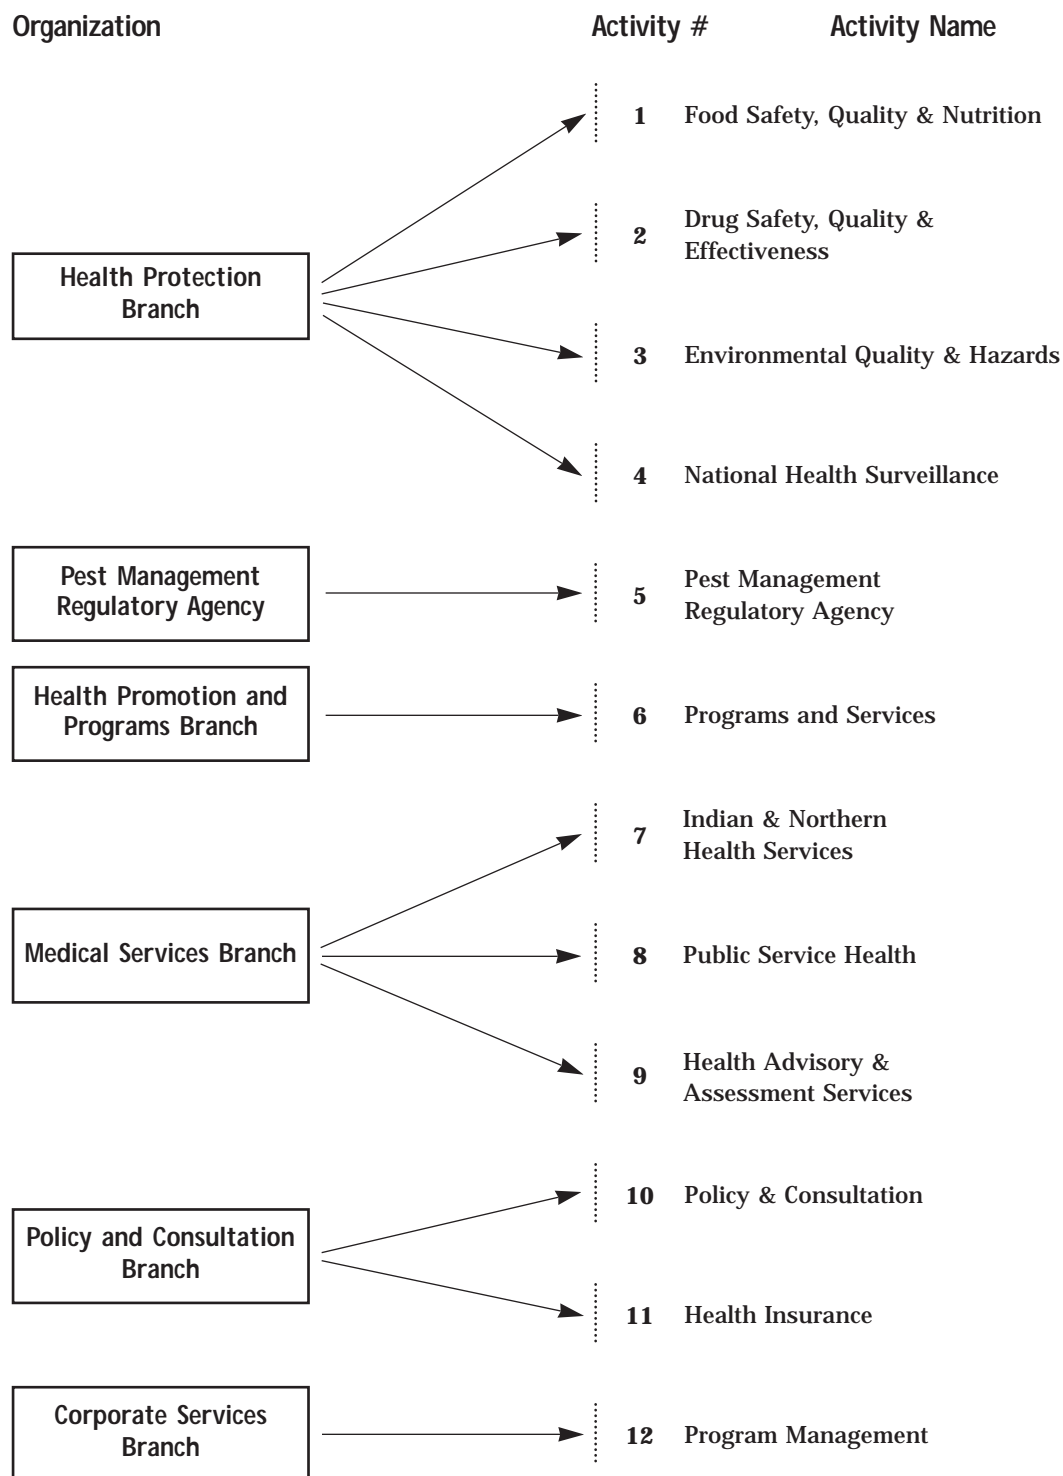 Organization Activity # Activity Name
1 Food Safety, Quality & Nutrition
2 Drug Safety, Quality &
Effectiveness
Health Protection
Branch
3 Environmental Quality & Hazards
4 National Health Surveillance
Pest Management
Regulatory Agency
5 Pest Management
Regulatory Agency
Health Promotion and
Programs Branch
6 Programs and Services
7 Indian & Northern
Health Services
Medical Services Branch
8 Public Service Health
9 Health Advisory &
Assessment Services
10 Policy & Consultation
Policy and Consultation
Branch
11 Health Insurance
Corporate Services
Branch
12 Program Management